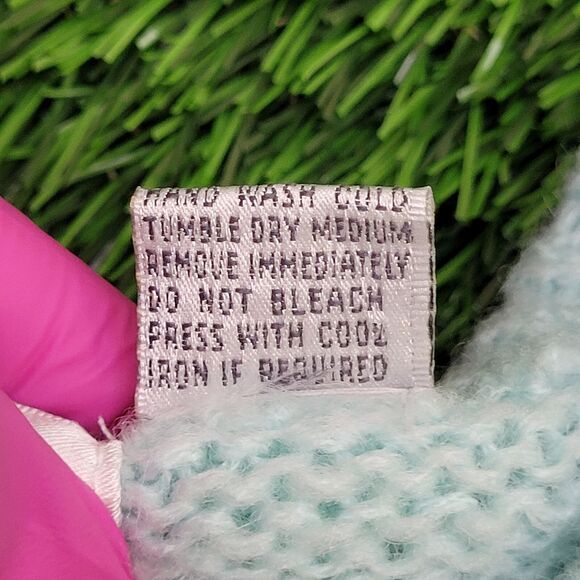 HAND WASH COLD
TUMBLE DRY MEDIUM
REMOVE IMMEDIATELY
DO NOT BLEACH
PRESS WITH COOL
IRON IF REQUIRED